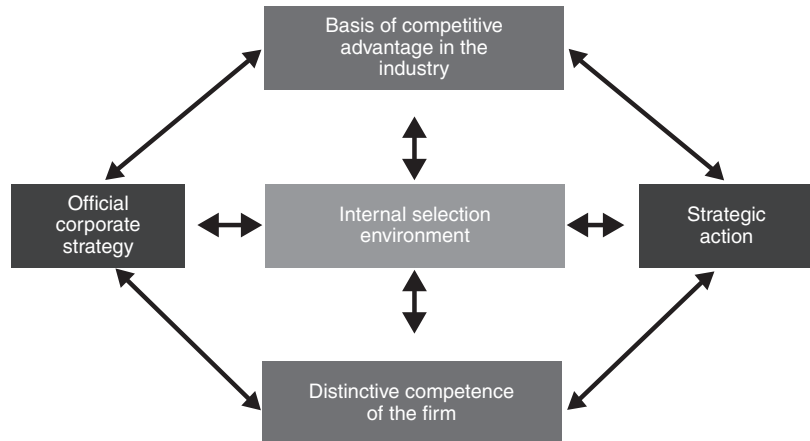 Basis of competitive
advantage in the
industry
Official
corporate
strategy
Internal selection
environment
Strategic
action
Distinctive competence
of the firm